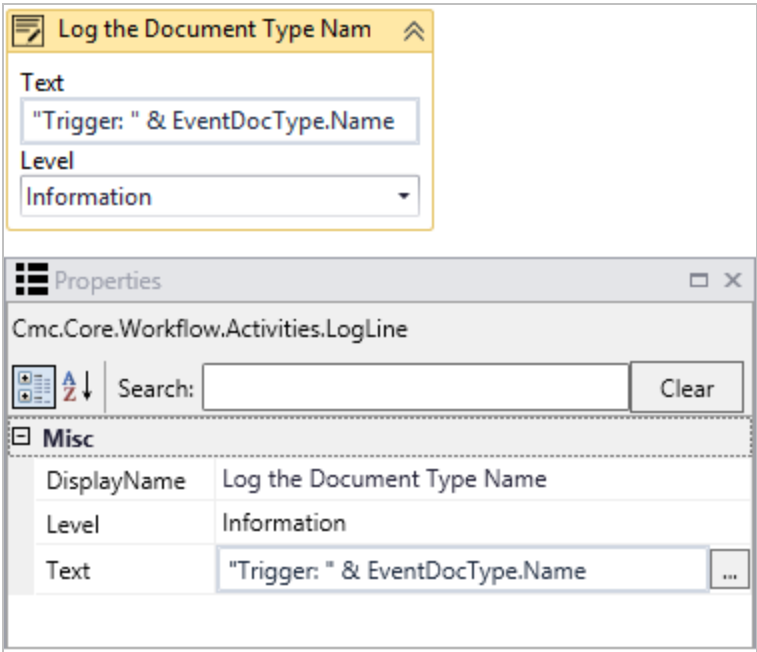 Log the Document Type Nam
Text
"Trigger: " & EventDocType.Name
Level
Information
Properties
Cmc.Core.Workflow.Activities.LogLine
A Z Search: Clear
Misc
DisplayName Log the Document Type Name
Level Information
Text "Trigger: " & EventDocType.Name ...